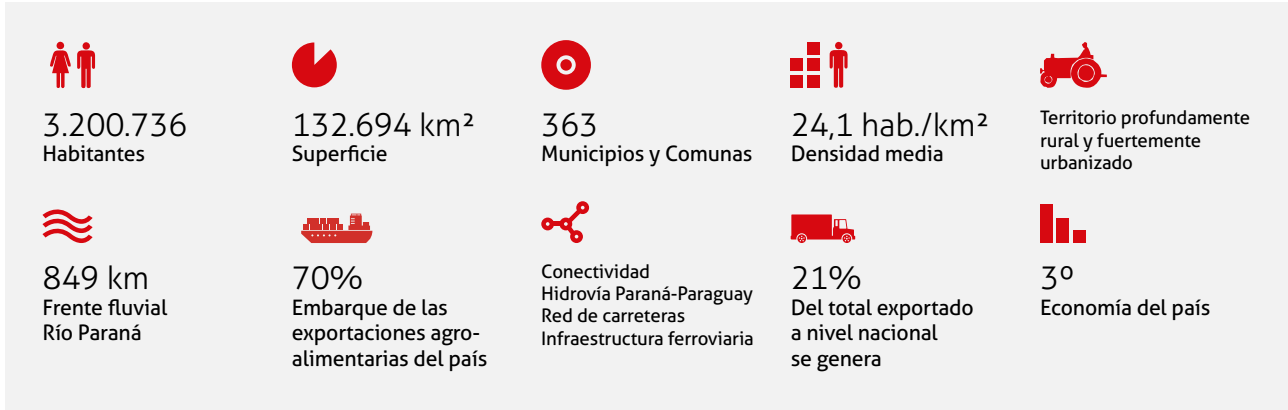 3.200.736
Habitantes
132.694 km²
Superficie
363
Municipios y Comunas
24,1 hab./km²
Densidad media
Territorio profundamente
rural y fuertemente
urbanizado
849 km
Frente fluvial
Río Paraná
70%
Embarque de las
exportaciones agro-
alimentarias del país
Conectividad
Hidrovía Paraná-Paraguay
Red de carreteras
Infraestructura ferroviaria
21%
Del total exportado
a nivel nacional
se genera
3º
Economía del país